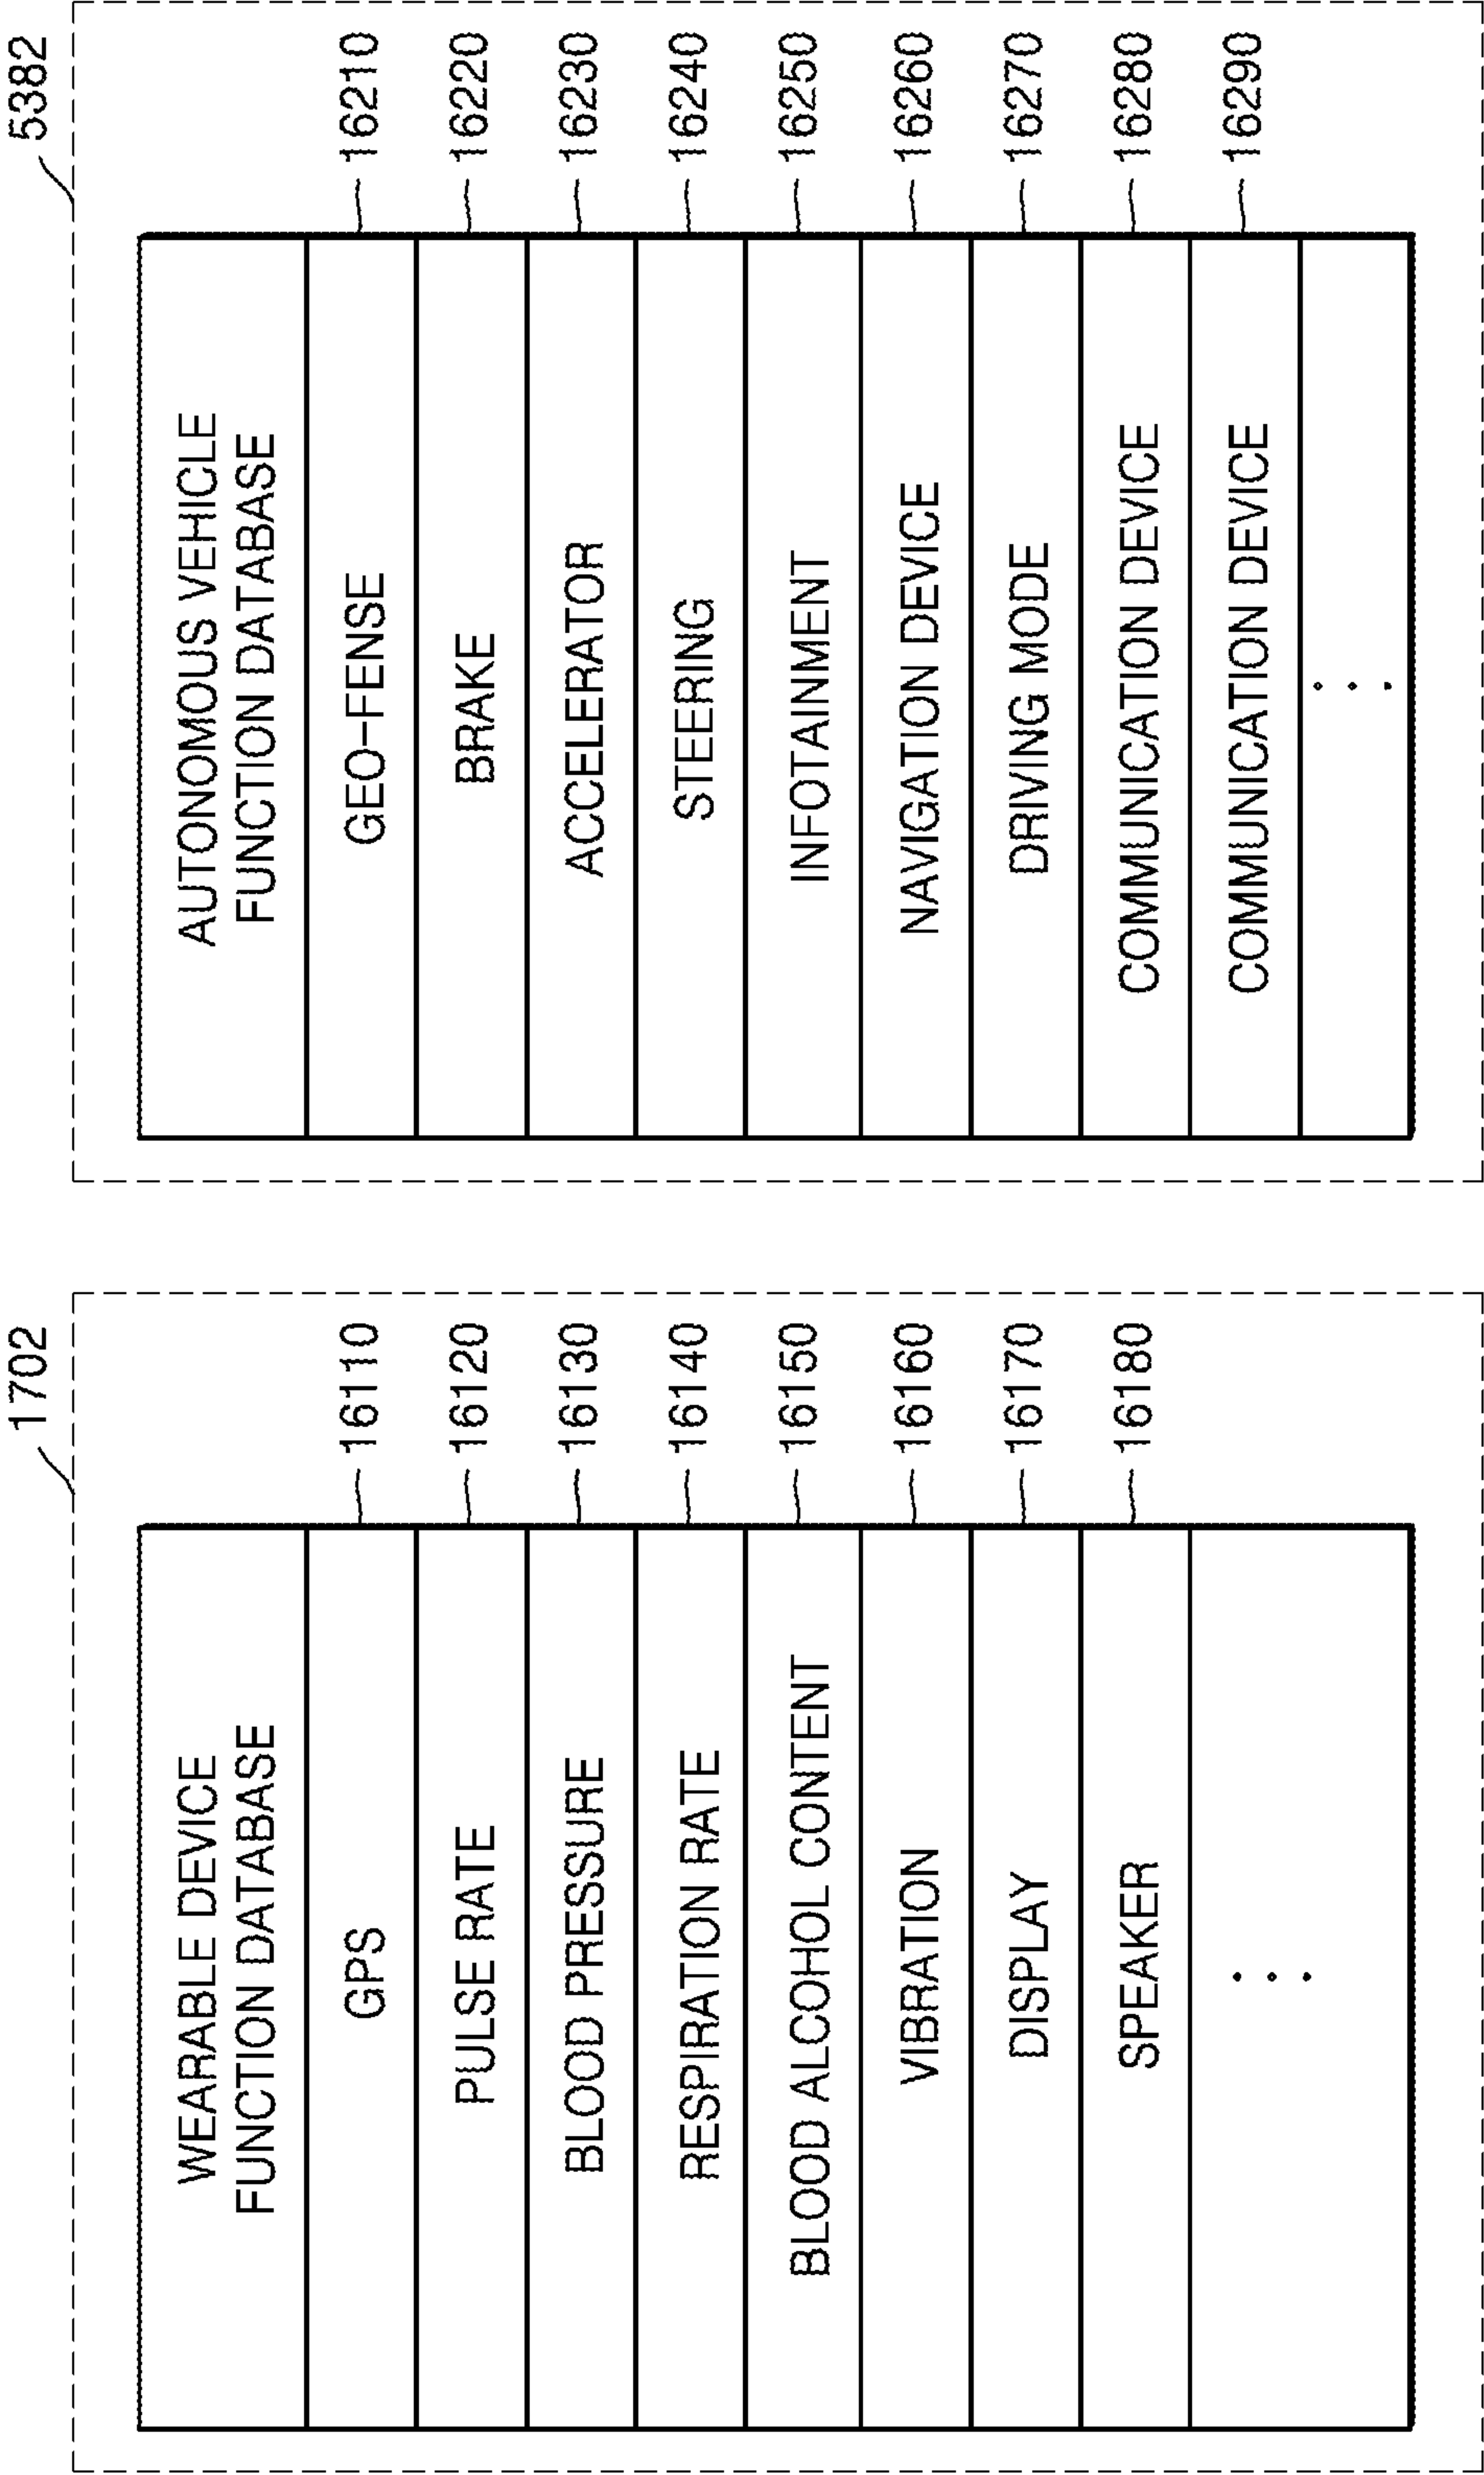 1702
WEARABLE DEVICE
FUNCTION DATABASE
GPS
16110
PULSE RATE
16120
BLOOD PRESSURE
16130
RESPIRATION RATE
16140
BLOOD ALCOHOL CONTENT
16150
VIBRATION
16160
DISPLAY
16170
SPEAKER
16180
5382
AUTONOMOUS VEHICLE
FUNCTION DATABASE
GEO-FENSE
16210
BRAKE
16220
ACCELERATOR
16230
STEERING
16240
INFOTAINMENT
16250
NAVIGATION DEVICE
16260
DRIVING MODE
16270
COMMUNICATION DEVICE
16280
COMMUNICATION DEVICE
16290